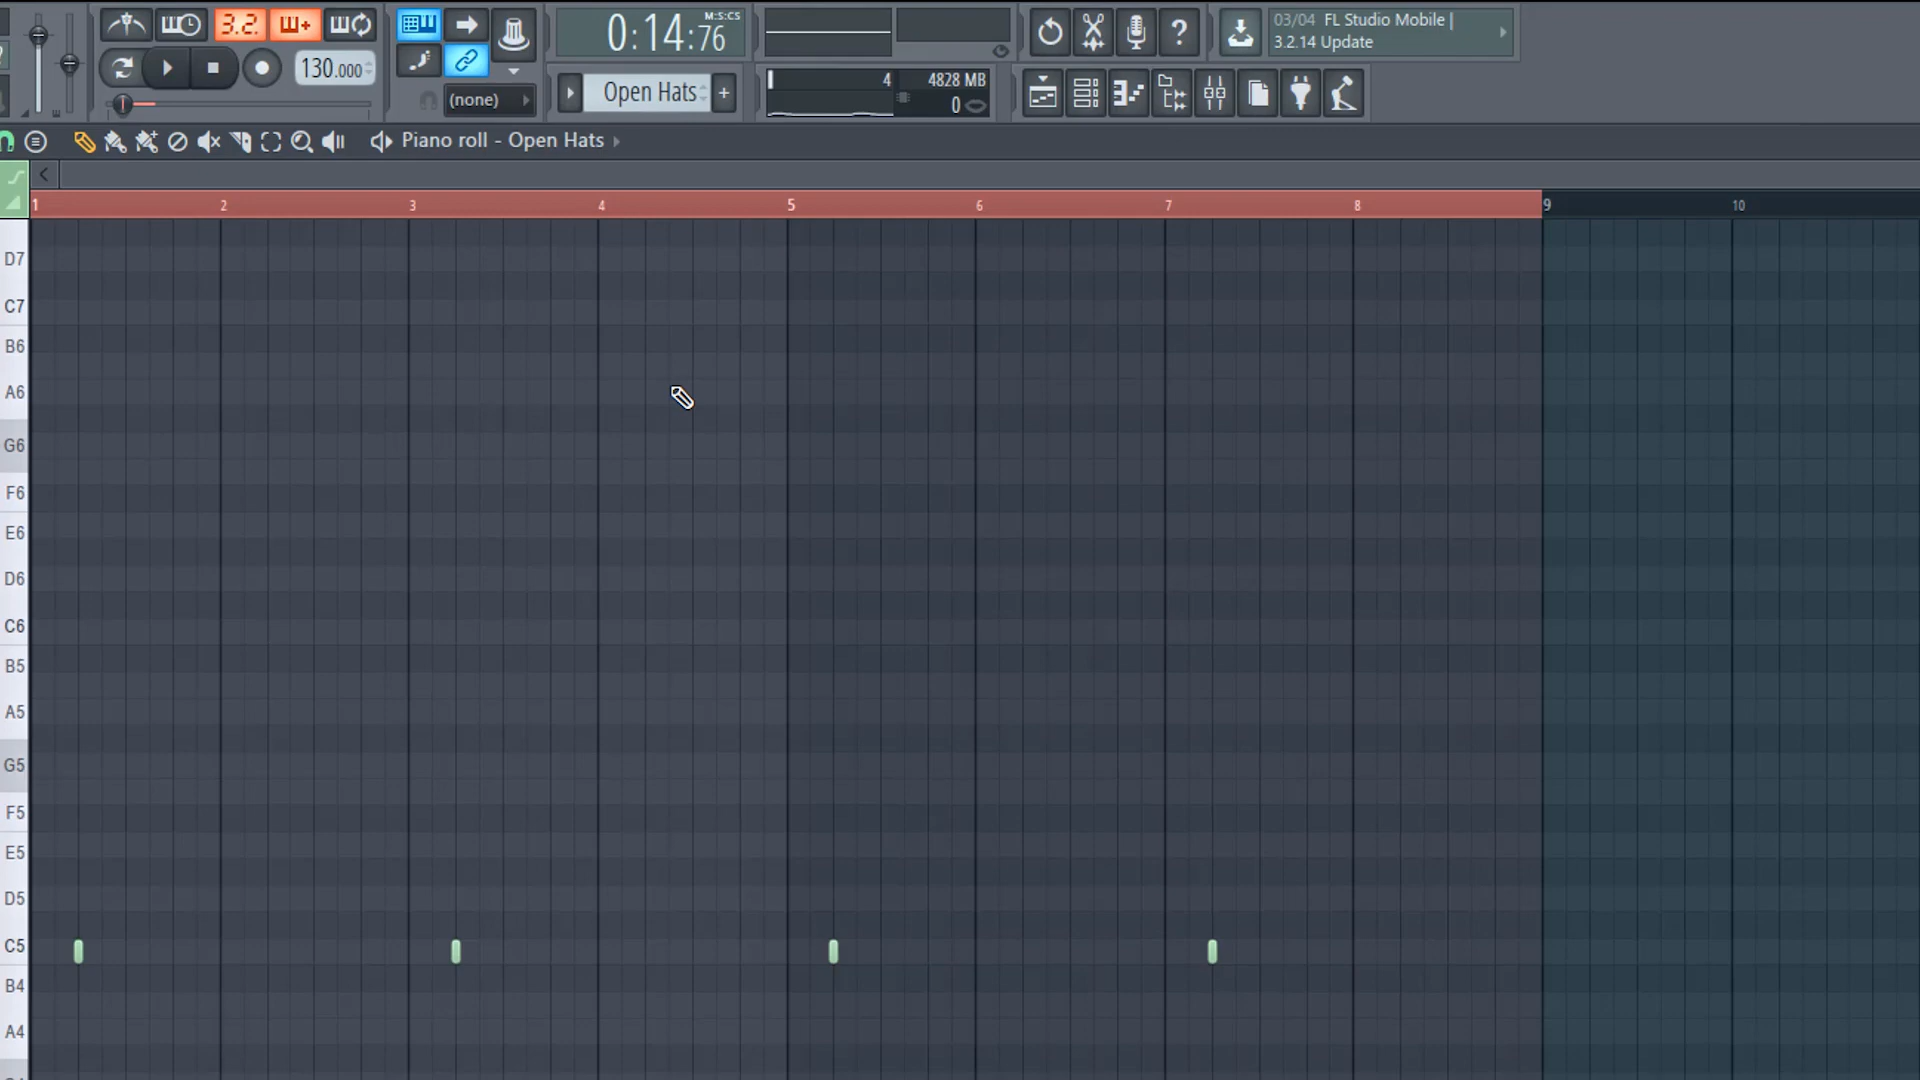 3.2.
M:S:CS
0:14:76
03/04 FL Studio Mobile |
3.2.14 Update
130.000
(none)
Open Hats
+
4
4828 MB
0
Piano roll - Open Hats
1 2 3 4 5 6 7 8 9 10
D7
C7
B6
A6
G6
F6
E6
D6
C6
B5
A5
G5
F5
E5
D5
C5
B4
A4